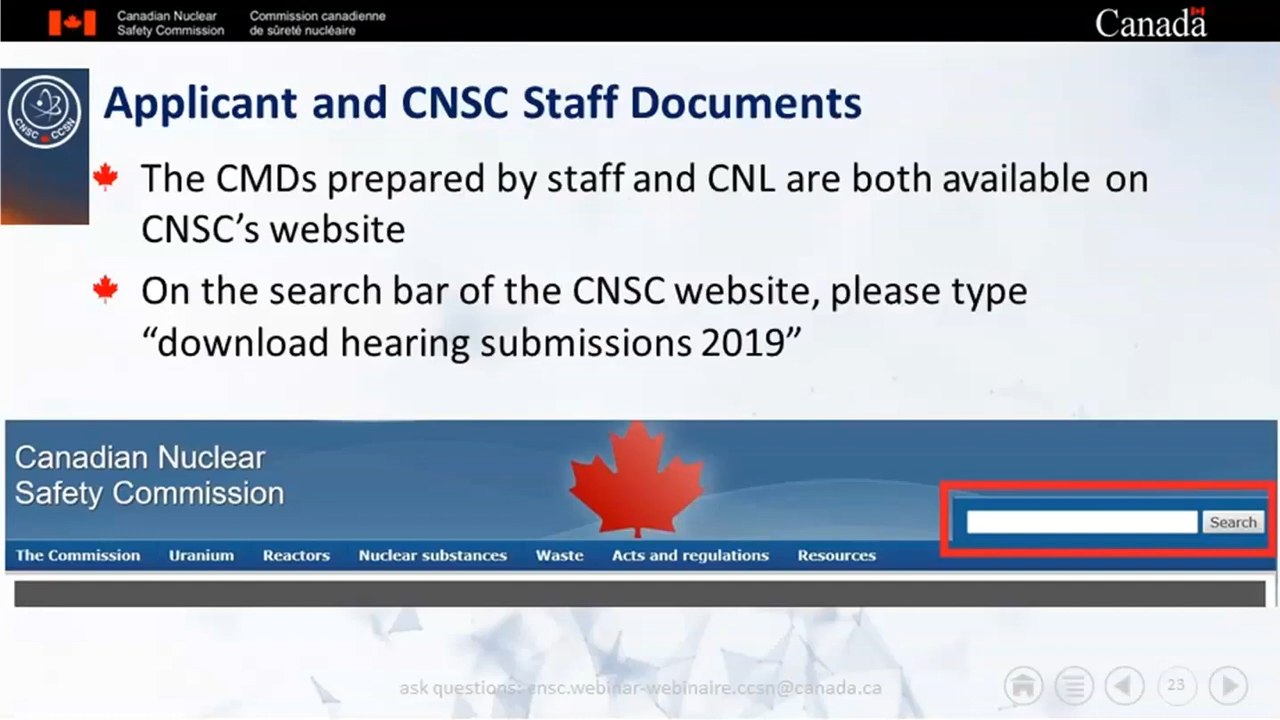 Canadian Nuclear
Safety Commission
Commission canadienne
de sûreté nucléaire
Canada
CNSC CCSN
Applicant and CNSC Staff Documents
The CMDs prepared by staff and CNL are both available on
CNSC’s website
On the search bar of the CNSC website, please type
“download hearing submissions 2019”
Canadian Nuclear
Safety Commission
Search
The Commission Uranium Reactors Nuclear substances Waste Acts and regulations Resources
ask questions: cnsc.webinar-webinaire.ccsn@canada.ca
23